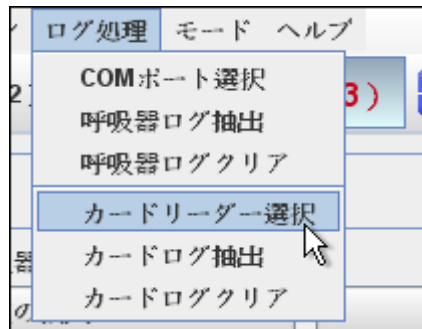 ログ処理 モード ヘルプ
COMポート選択
3)
呼吸器ログ抽出
呼吸器ログクリア
カードリーダー選択
カードログ抽出
カードログクリア
の